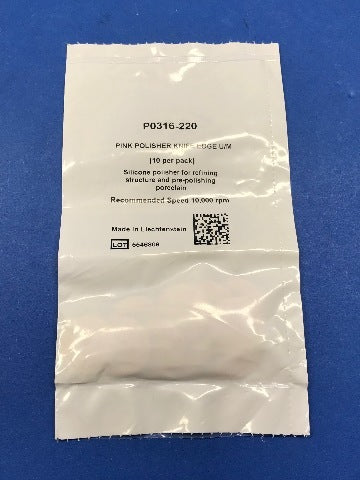 P0316-220
PINK POLISHER KNIFE EDGE U/M
[10 per pack]
Silicone polisher for refining
structure and pre-polishing
porcelain
Recommended Speed 10,000 rpm
Made in Liechtenstein
LOT 5646808